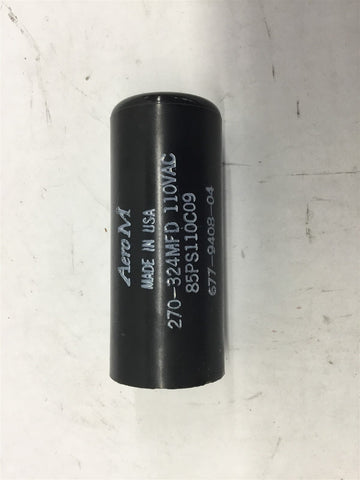 Aero M
MADE IN USA
270-324MFD 110VAC
85PS110C09
677-9408-04